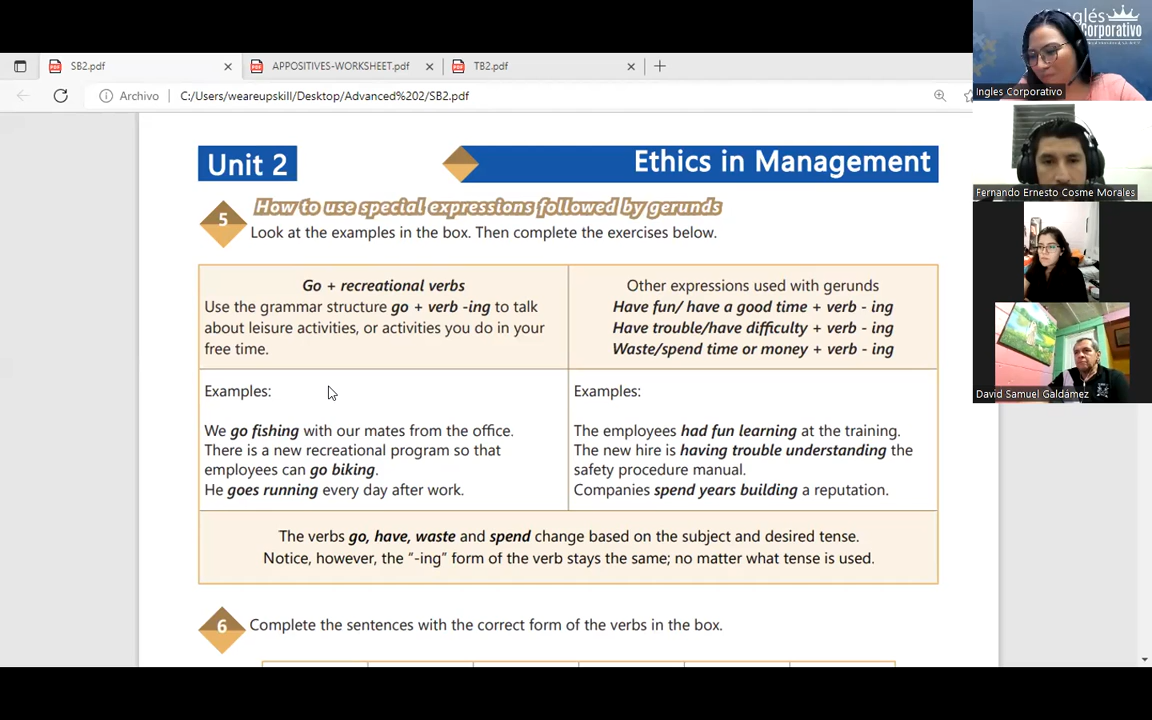 SB2.pdf
APPOSITIVES-WORKSHEET.pdf
TB2.pdf
Archivo
C:/Users/weareupskill/Desktop/Advanced%202/SB2.pdf
Unit 2
Ethics in Management
5
How to use special expressions followed by gerunds
Look at the examples in the box. Then complete the exercises below.
Go + recreational verbs
Use the grammar structure go + verb -ing to talk
about leisure activities, or activities you do in your
free time.
Other expressions used with gerunds
Have fun/ have a good time + verb - ing
Have trouble/have difficulty + verb - ing
Waste/spend time or money + verb - ing
Examples:
We go fishing with our mates from the office.
There is a new recreational program so that
employees can go biking.
He goes running every day after work.
Examples:
The employees had fun learning at the training.
The new hire is having trouble understanding the
safety procedure manual.
Companies spend years building a reputation.
The verbs go, have, waste and spend change based on the subject and desired tense.
Notice, however, the “-ing” form of the verb stays the same; no matter what tense is used.
6
Complete the sentences with the correct form of the verbs in the box.
Inglés
Corporativo
Ingles Corporativo
Fernando Ernesto Cosme Morales
David Samuel Galdámez